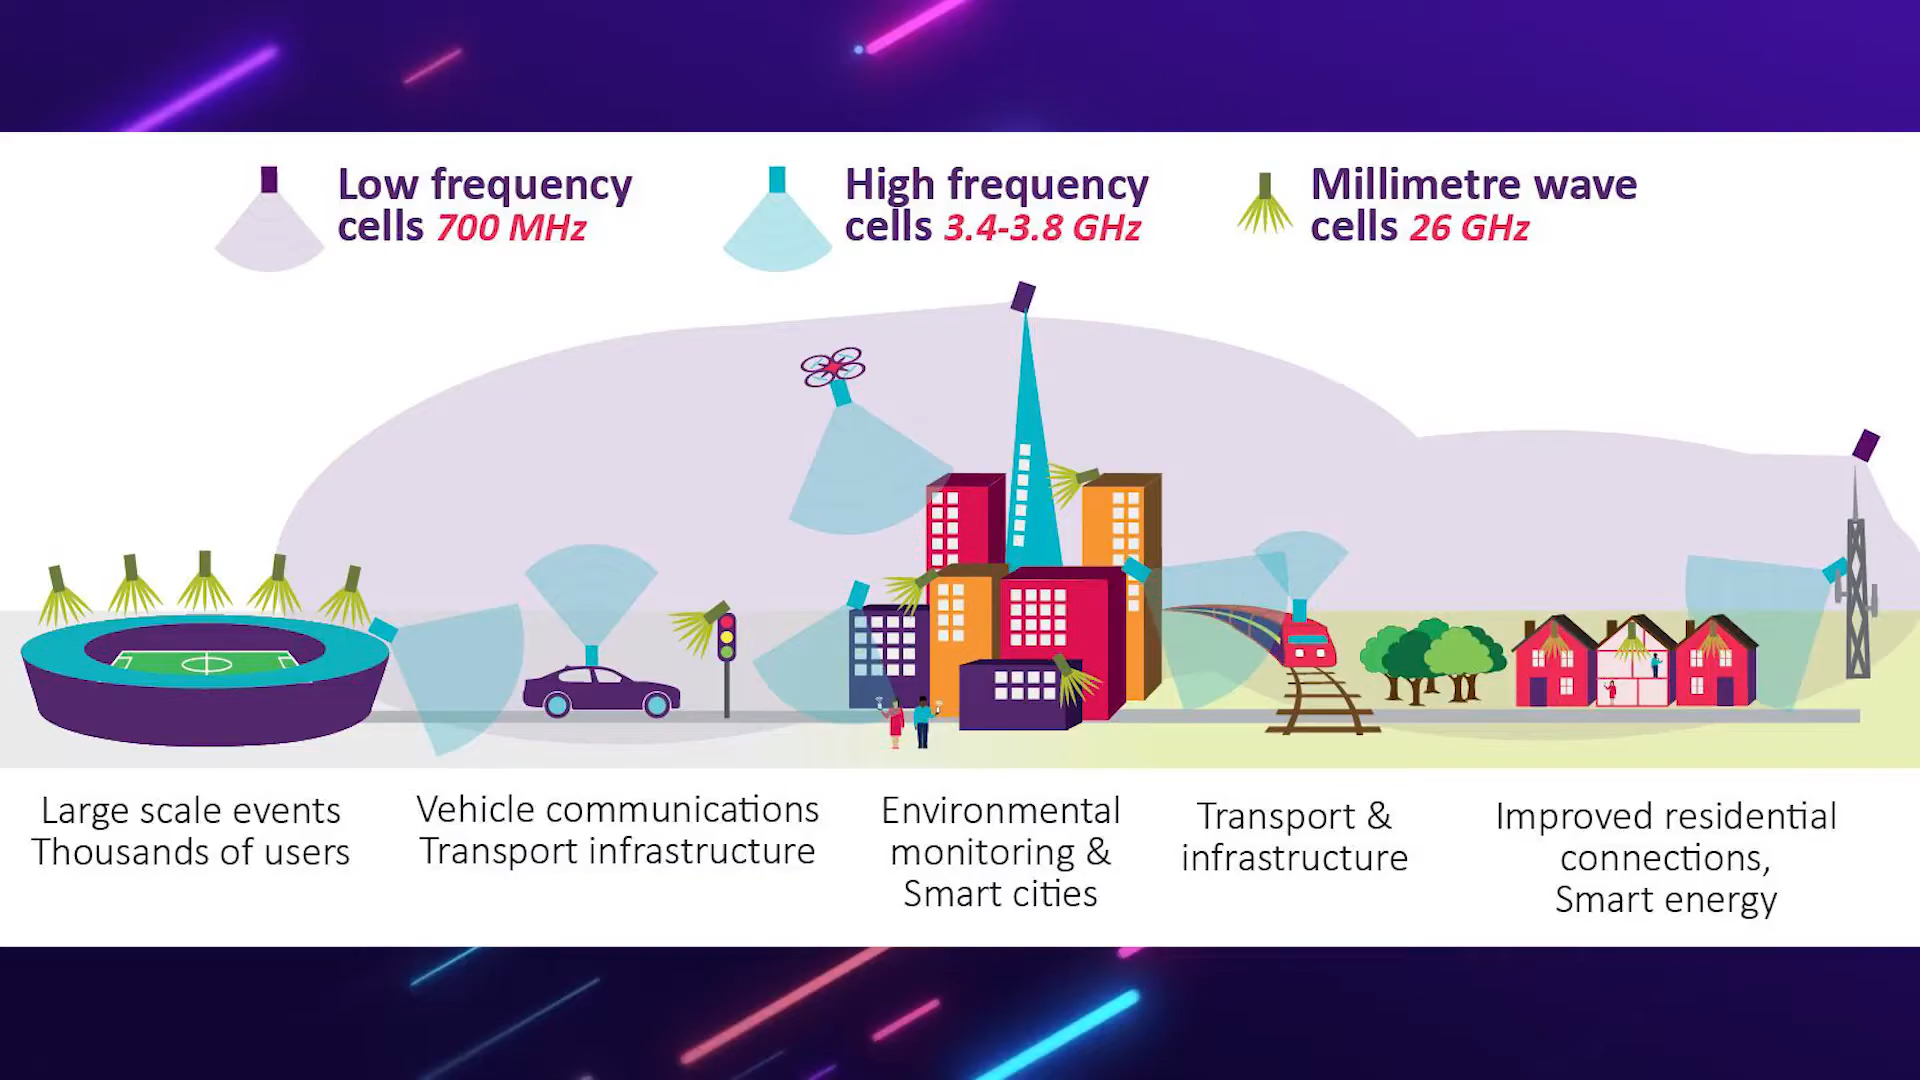 Low frequency
cells 700 MHz
High frequency
cells 3.4-3.8 GHz
Millimetre wave
cells 26 GHz
Large scale events
Thousands of users
Vehicle communications
Transport infrastructure
Environmental
monitoring &
Smart cities
Transport &
infrastructure
Improved residential
connections,
Smart energy